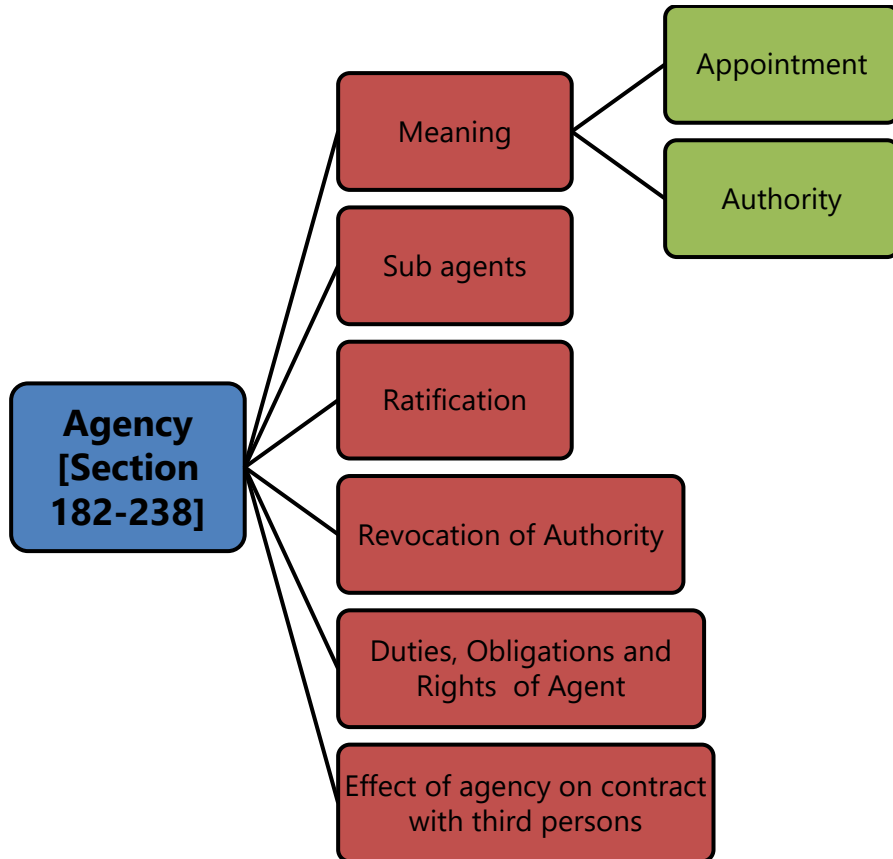 Appointment
Meaning
Authority
Sub agents
Ratification
Agency
[Section
182-238]
Revocation of Authority
Duties, Obligations and
Rights of Agent
Effect of agency on contract
with third persons